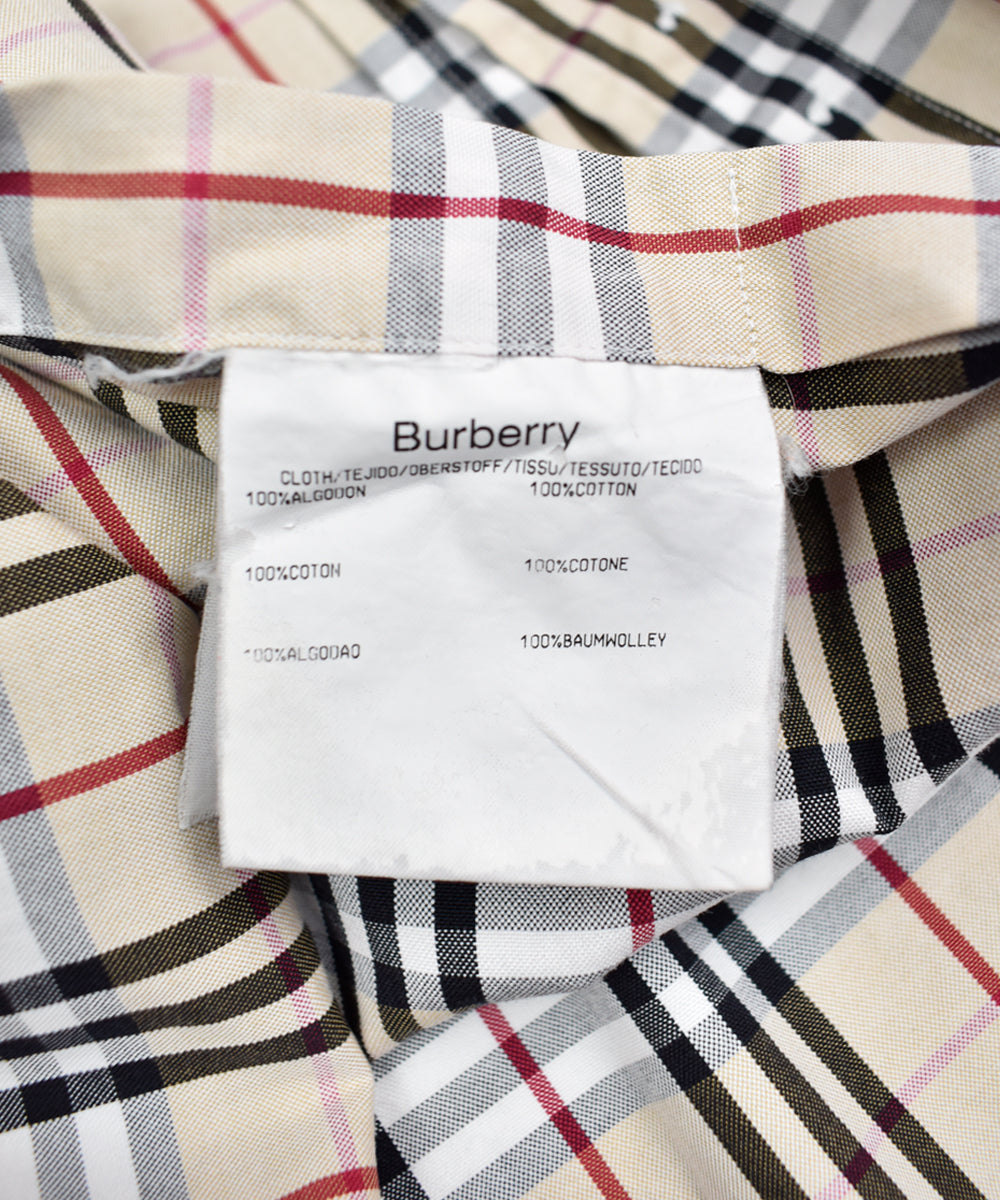 Burberry
CLOTH/TEJIDO/OBERSTOFF/TISSU/TESSUTO/TECIDO
100%ALGODON 100%COTTON
100%COTON 100%COTONE
100%ALGODAO 100%BAUMWOLLEY